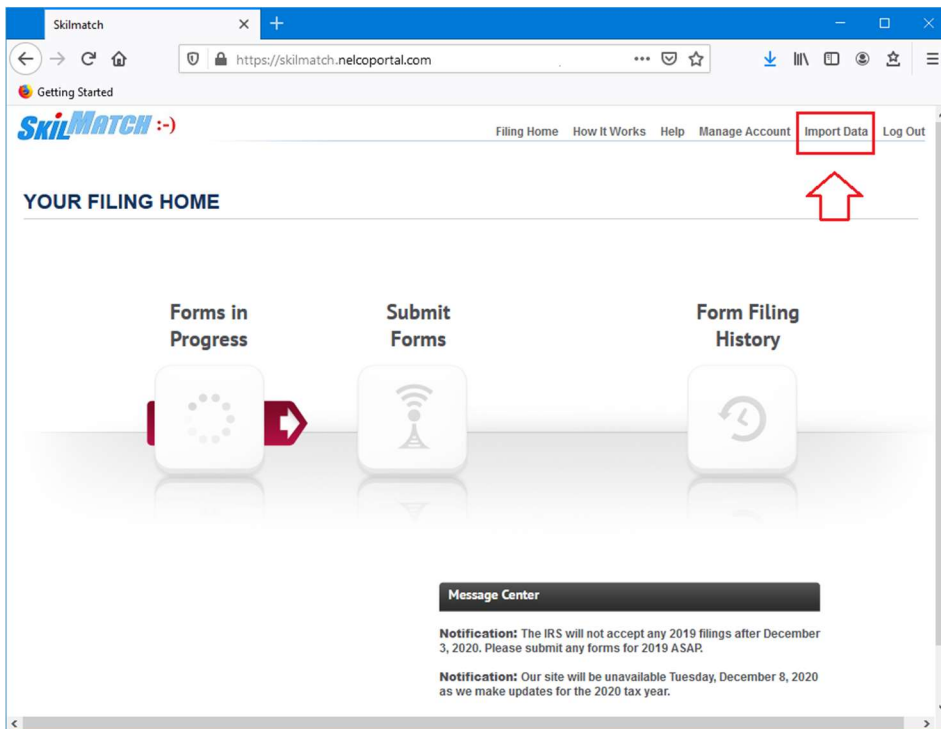 Skilmatch
https://skilmatch.nelcoportal.com
Getting Started
SKILMATCH :-)
Filing Home How It Works Help Manage Account Import Data Log Out
YOUR FILING HOME
Forms in
Progress
Submit
Forms
Form Filing
History
Message Center
Notification: The IRS will not accept any 2019 filings after December
3, 2020. Please submit any forms for 2019 ASAP.
Notification: Our site will be unavailable Tuesday, December 8, 2020
as we make updates for the 2020 tax year.